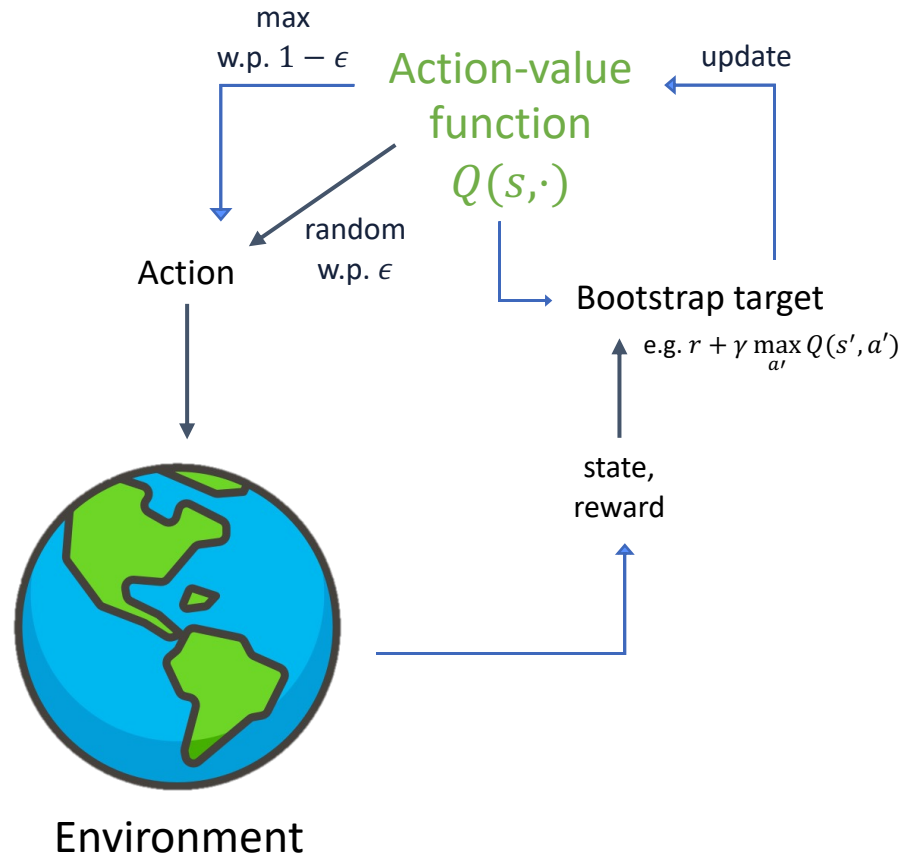 max
w.p. 1 − ϵ
Action-value
function
Q(s,·)
update
random
w.p. ϵ
Action
Bootstrap target
e.g. r + γ max Q(s′, a′)
a′
state,
reward
Environment